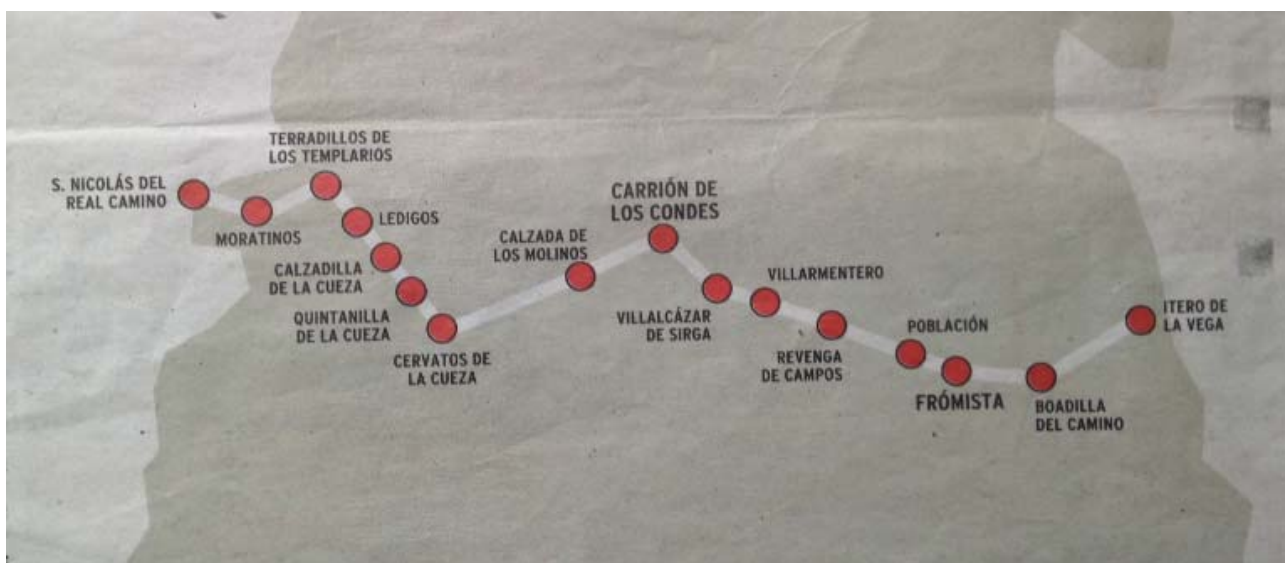 S. NICOLÁS DEL
REAL CAMINO
MORATINOS
TERRADILLOS DE
LOS TEMPLARIOS
LEDIGOS
CALZADILLA
DE LA CUEZA
QUINTANILLA
DE LA CUEZA
CERVATOS DE
LA CUEZA
CALZADA DE
LOS MOLINOS
CARRIÓN DE
LOS CONDES
VILLALCÁZAR
DE SIRGA
VILLARMENTERO
REVENGA
DE CAMPOS
POBLACIÓN
FRÓMISTA
BOADILLA
DEL CAMINO
ITERO DE
LA VEGA